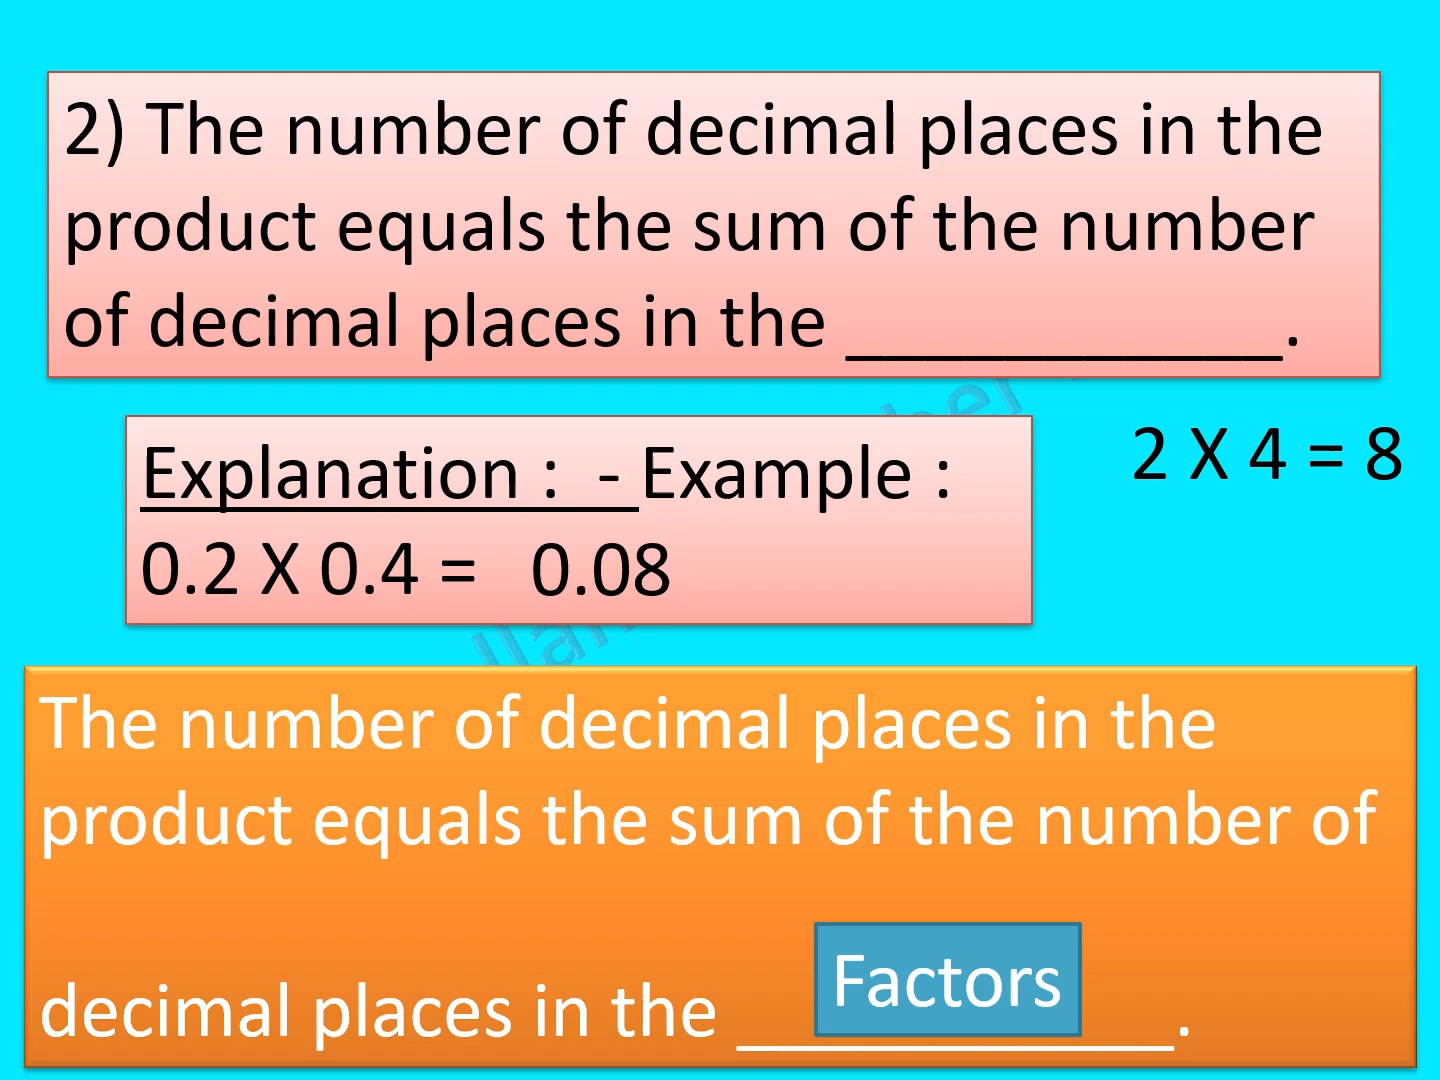 2) The number of decimal places in the
product equals the sum of the number
of decimal places in the ___________.
Explanation :  - Example :
0.2 X 0.4 =   0.08
2 X 4 = 8
The number of decimal places in the
product equals the sum of the number of
decimal places in the ___________.
Factors